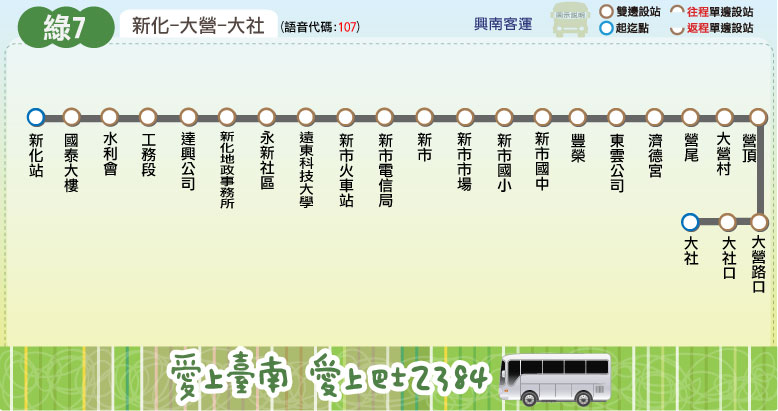 綠7
新化-大營-大社 (語音代碼:107)
興南客運
圖示說明
雙邊設站
起迄點
往程單邊設站
返程單邊設站
新化站
國泰大樓
水利會
工務段
達興公司
新化地政事務所
永新社區
遠東科技大學
新市火車站
新市電信局
新市
新市市場
新市國小
新市國中
豐榮
東雲公司
濟德宮
營尾
大營村
營頂
大營路口
大社口
大社
愛上臺南 愛上巴士2384